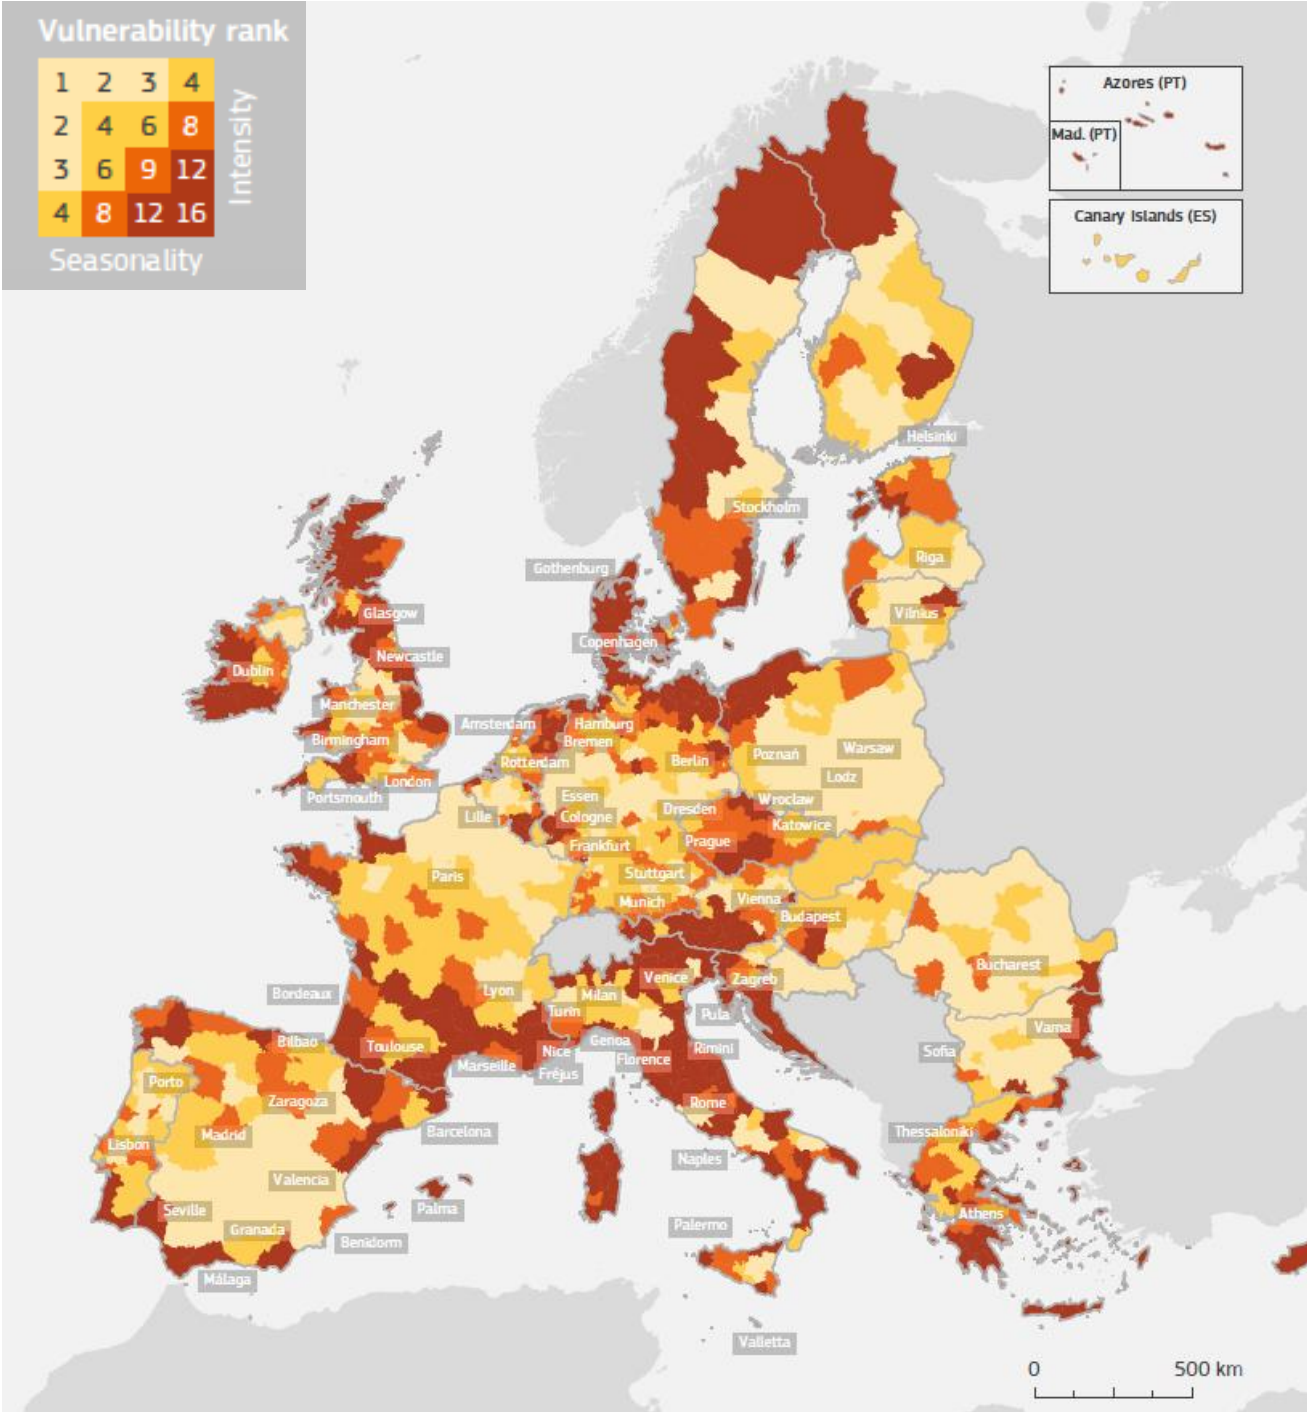 Vulnerability rank
1 2 3 4
2 4 6 8
3 6 9 12
4 8 12 16
Intensity
Seasonality
Azores (PT)
Mad. (PT)
Canary Islands (ES)
Helsinki
Stockholm
Riga
Gothenburg
Vilnius
Glasgow
Copenhagen
Newcastle
Dublin
Manchester
Amsterdam
Hamburg
Birmingham
Bremen
Warsaw
Poznań
Rotterdam
Berlin
London
Lodz
Portsmouth
Essen
Wrocław
Lille
Cologne
Dresden
Katowice
Frankfurt
Prague
Paris
Stuttgart
Munich
Vienna
Budapest
Bucharest
Venice
Zagreb
Bordeaux
Lyon
Milan
Turin
Pula
Varna
Bilbao
Toulouse
Genoa
Rimini
Nice
Sofia
Marseille
Florence
Fréjus
Porto
Zaragoza
Rome
Barcelona
Madrid
Thessaloniki
Lisbon
Naples
Valencia
Seville
Palma
Athens
Granada
Palermo
Benidorm
Málaga
Valletta
0 500 km